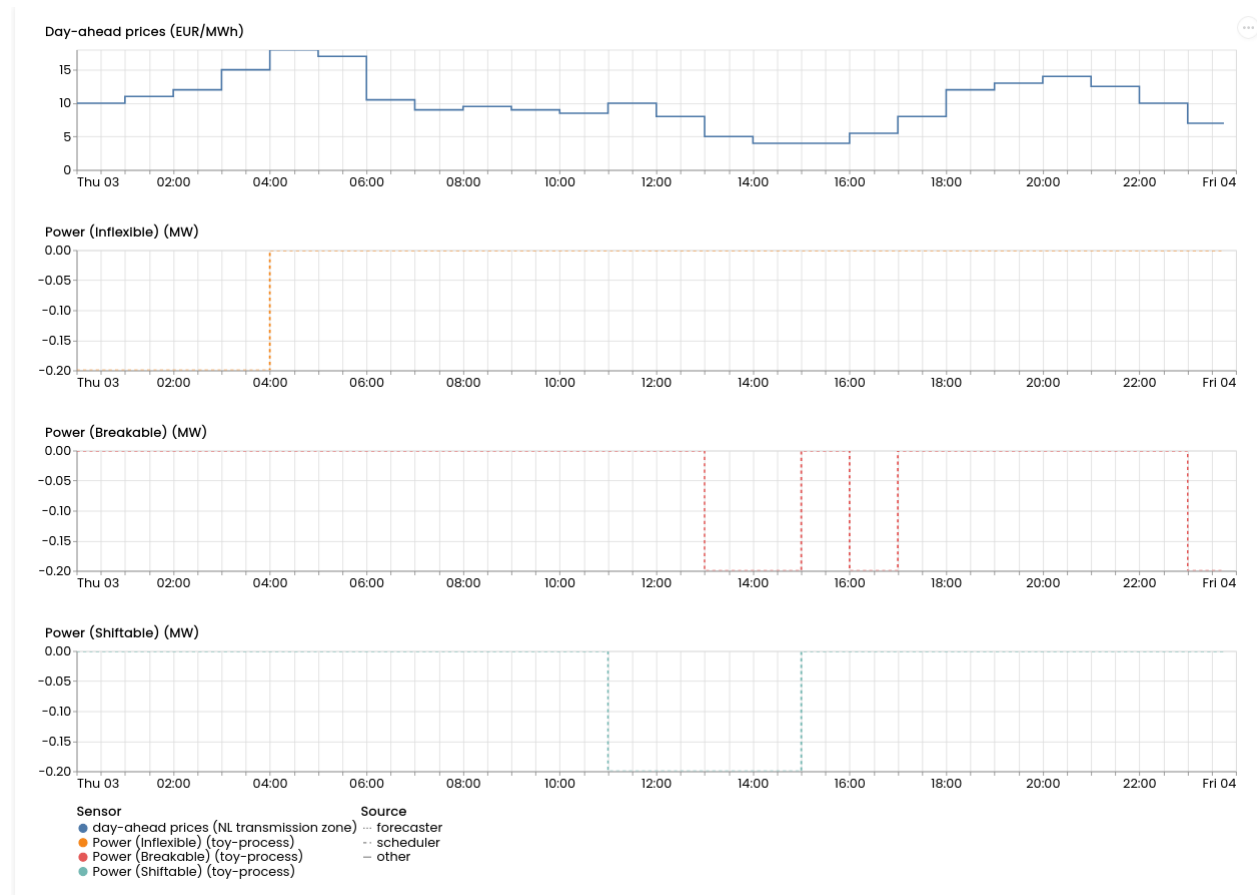 Day-ahead prices (EUR/MWh)
15
10
5
0
Thu 03 02:00 04:00 06:00 08:00 10:00 12:00 14:00 16:00 18:00 20:00 22:00 Fri 04
Power (Inflexible) (MW)
0.00
−0.05
−0.10
−0.15
−0.20
Thu 03 02:00 04:00 06:00 08:00 10:00 12:00 14:00 16:00 18:00 20:00 22:00 Fri 04
Power (Breakable) (MW)
0.00
−0.05
−0.10
−0.15
−0.20
Thu 03 02:00 04:00 06:00 08:00 10:00 12:00 14:00 16:00 18:00 20:00 22:00 Fri 04
Power (Shiftable) (MW)
0.00
−0.05
−0.10
−0.15
−0.20
Thu 03 02:00 04:00 06:00 08:00 10:00 12:00 14:00 16:00 18:00 20:00 22:00 Fri 04
Sensor
day-ahead prices (NL transmission zone)
Power (Inflexible) (toy-process)
Power (Breakable) (toy-process)
Power (Shiftable) (toy-process)
Source
forecaster
scheduler
other